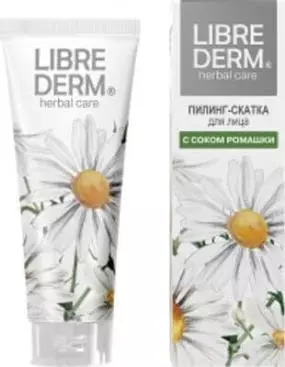 LIBRE
DERM®
herbal care
LIBRE
DERM®
herbal care
ПИЛИНГ-СКАТКА
для лица
С СОКОМ РОМАШКИ